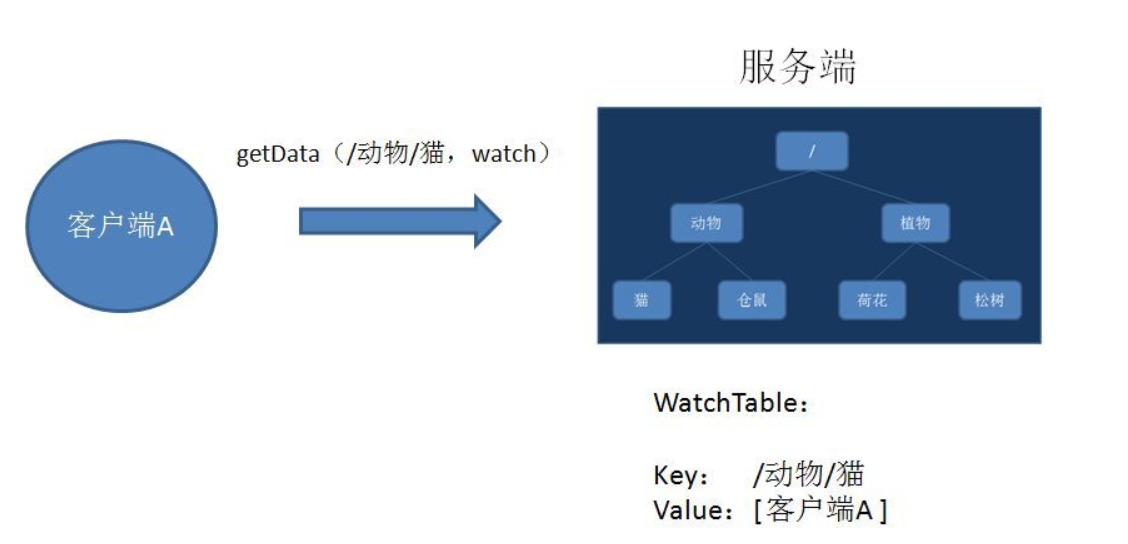 服务端
getData（/动物/猫，watch）
客户端A
/
动物
植物
猫
仓鼠
荷花
松树
WatchTable：
Key： /动物/猫
Value：[客户端A]